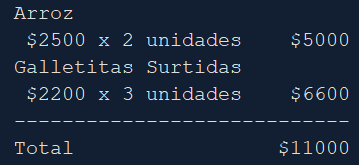 Arroz
$2500 x 2 unidades $5000
Galletitas Surtidas
$2200 x 3 unidades $6600
-----------------------------
Total $11000